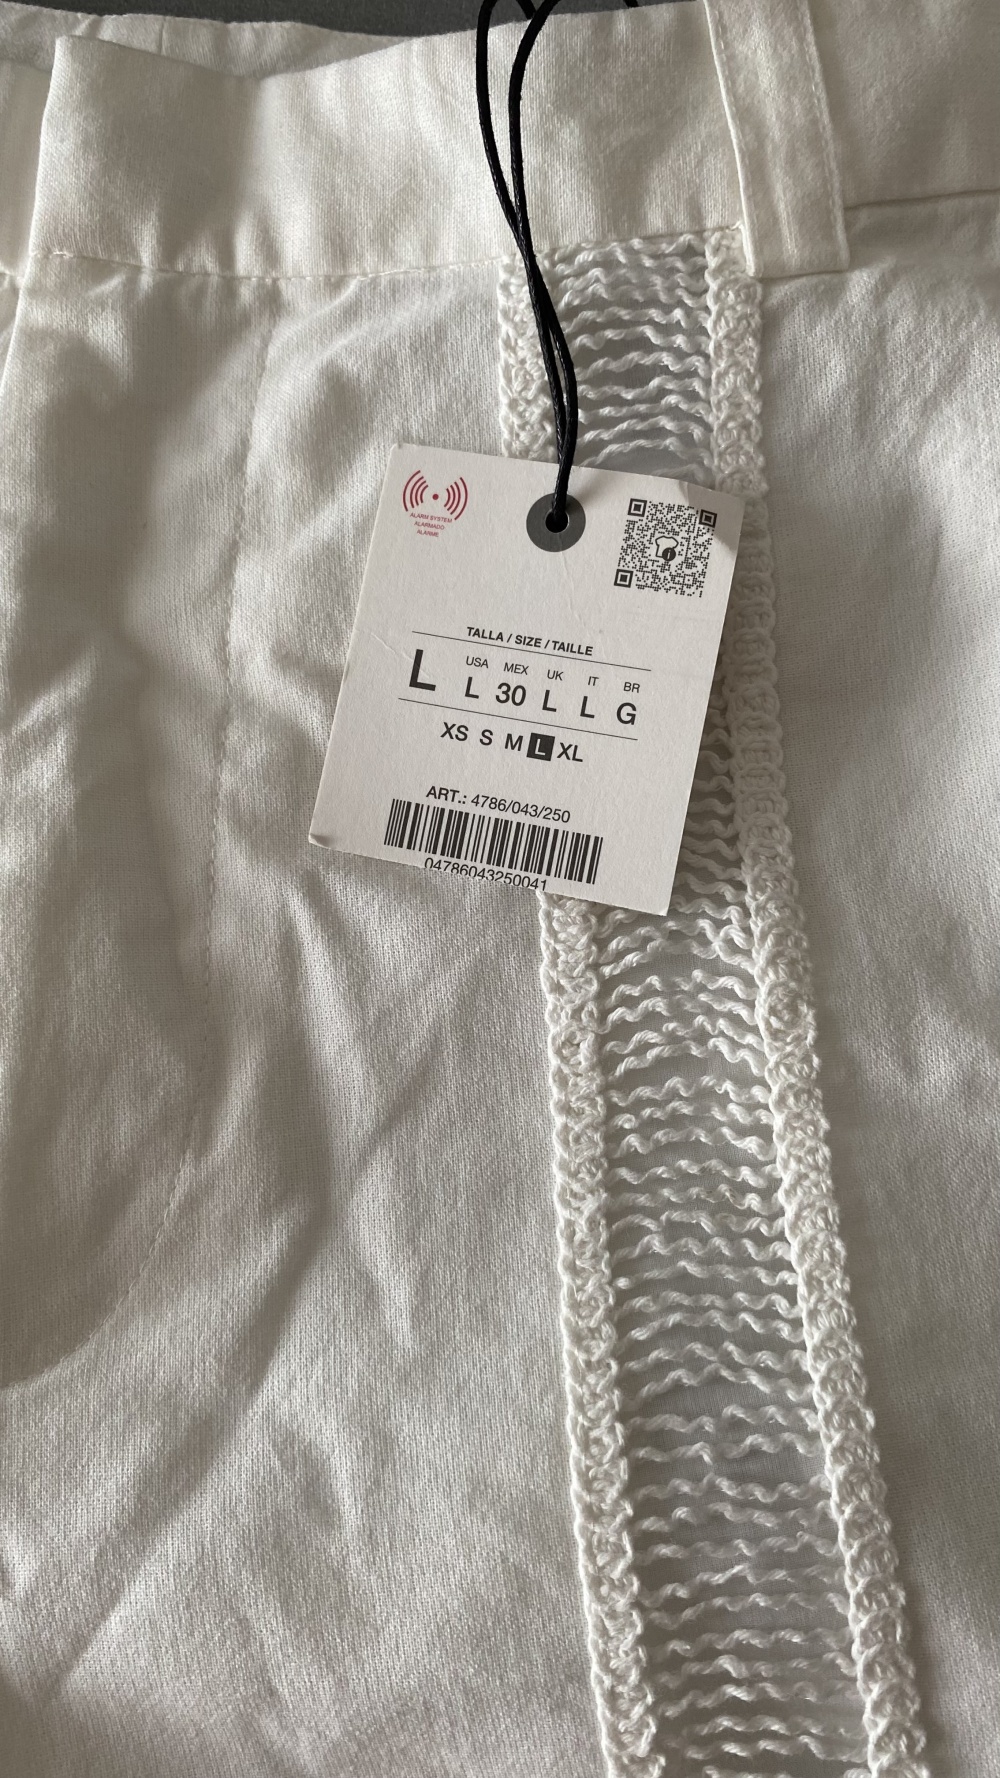 ALARM SYSTEM
ALARMADO
ALARME
TALLA / SIZE / TAILLE
L
USA MEX UK IT BR
L 30 L L G
XS S M L XL
ART.: 4786/043/250
04786043250041